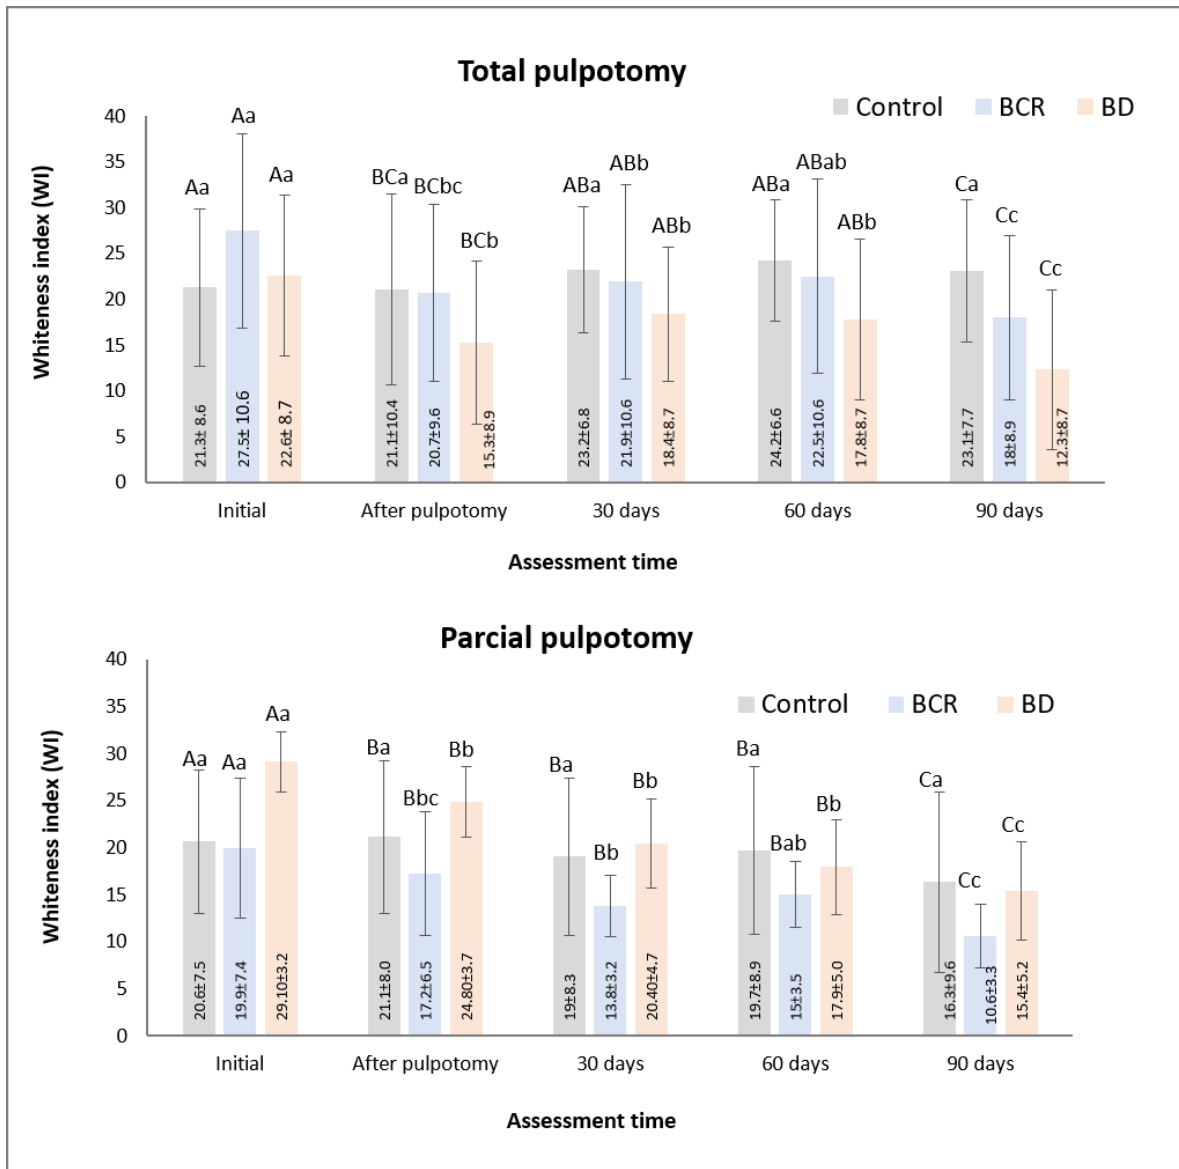 Total pulpotomy
Control BCR BD
Whiteness index (WI)
40
35
30
25
20
15
10
5
0
Aa Aa Aa
BCa BCbc BCb
ABa ABb ABb
ABa ABab ABb
Ca Cc Cc
21.3± 8.6 27.5± 10.6 22.6± 8.7
21.1±10.4 20.7±9.6 15.3±8.9
23.2±6.8 21.9±10.6 18.4±8.7
24.2±6.6 22.5±10.6 17.8±8.7
23.1±7.7 18±8.9 12.3±8.7
Initial After pulpotomy 30 days 60 days 90 days
Assessment time
Parcial pulpotomy
Control BCR BD
Whiteness index (WI)
40
35
30
25
20
15
10
5
0
Aa Aa Aa
Ba Bbc Bb
Ba Bb Bb
Ba Bab Bb
Ca Cc Cc
20.6±7.5 19.9±7.4 29.10±3.2
21.1±8.0 17.2±6.5 24.80±3.7
19±8.3 13.8±3.2 20.40±4.7
19.7±8.9 15±3.5 17.9±5.0
16.3±9.6 10.6±3.3 15.4±5.2
Initial After pulpotomy 30 days 60 days 90 days
Assessment time